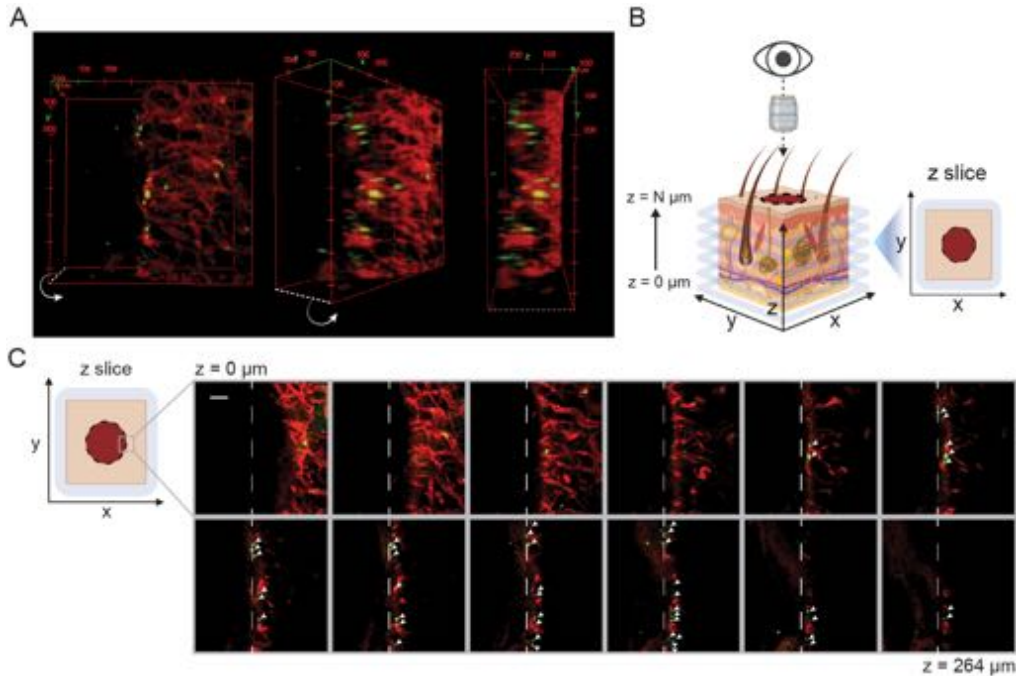 A
B
z slice
z = N µm
z = 0 µm
y
x
z
y
x
C
z slice
z = 0 µm
y
x
z = 264 µm